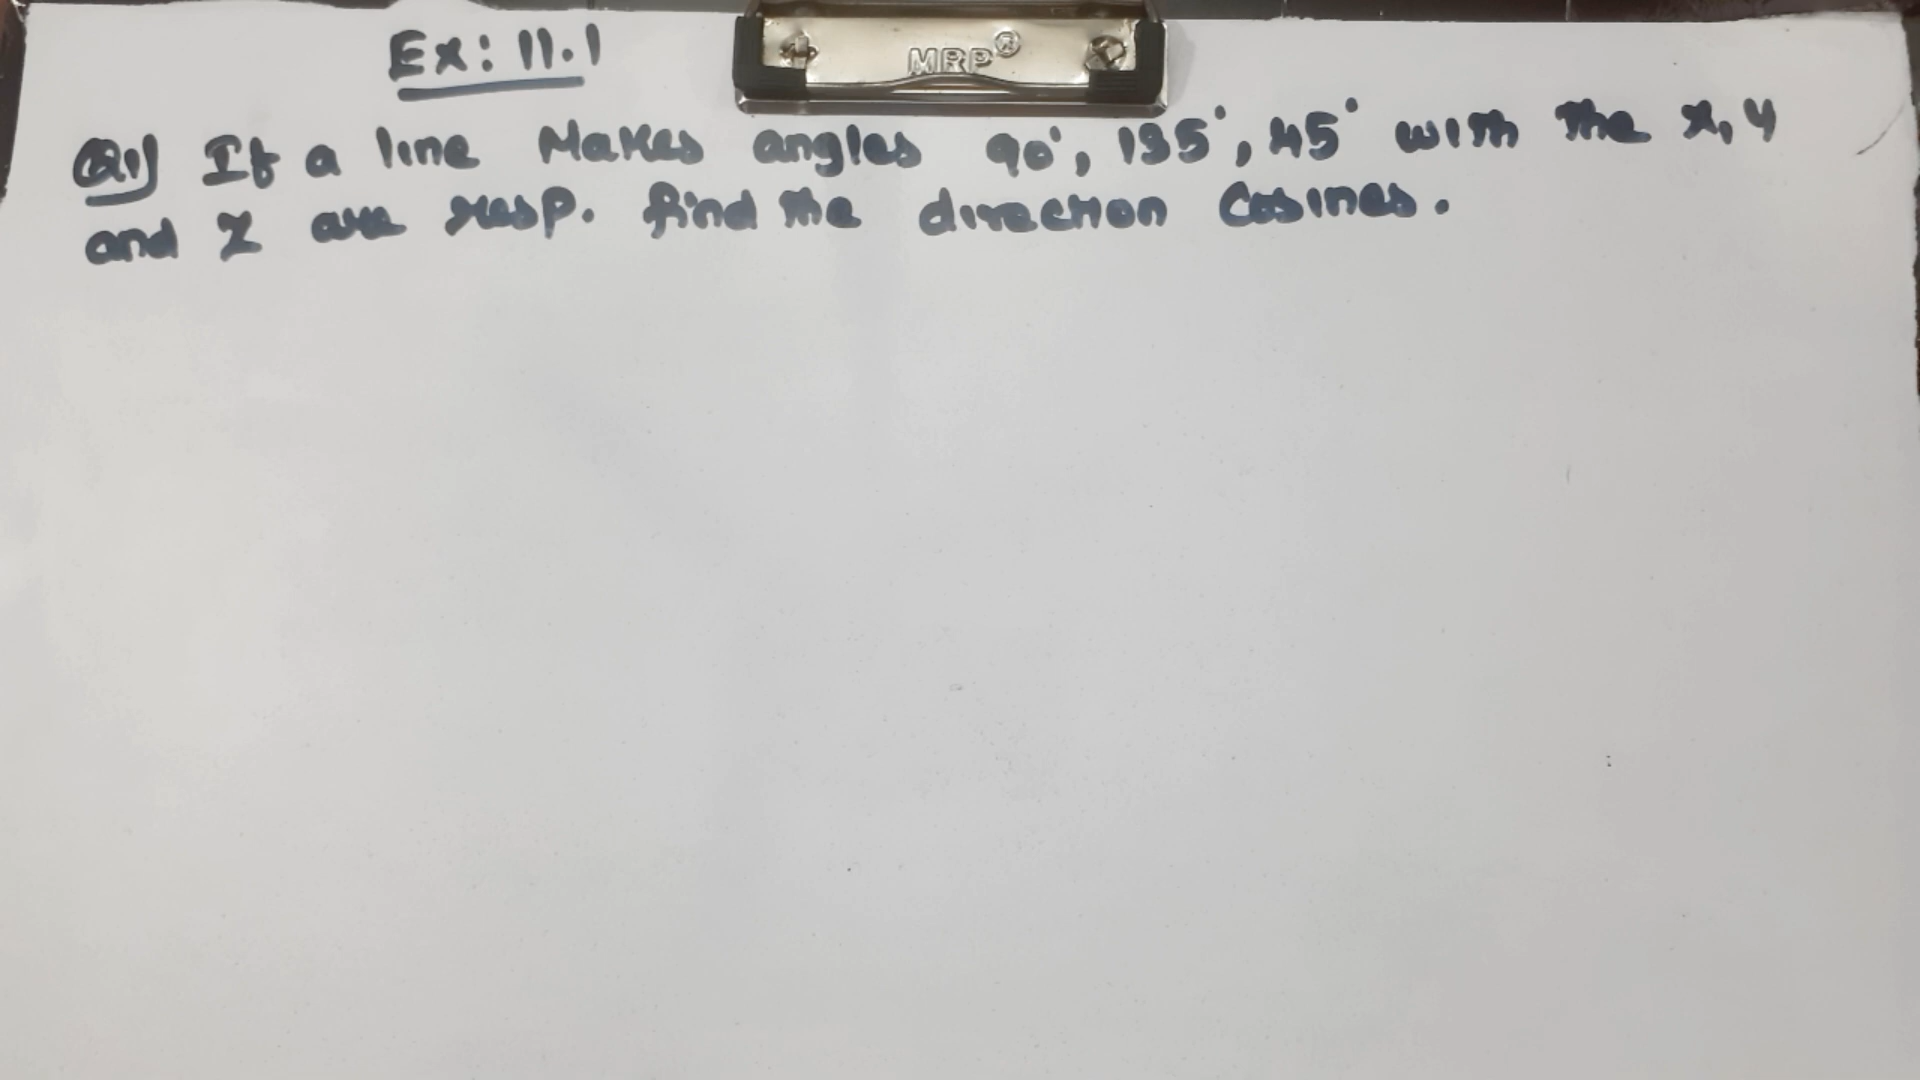 Ex: 11.1
MRP®
Q1) If a line Makes angles 90°, 135°, 45° with the x, y
and z are resp. find the direction Cosines.